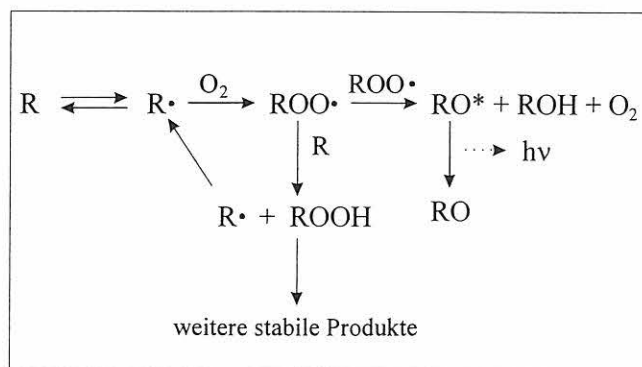 O₂ ROO•
R R• ROO• RO* + ROH + O₂
R hν
R• + ROOH RO
weitere stabile Produkte